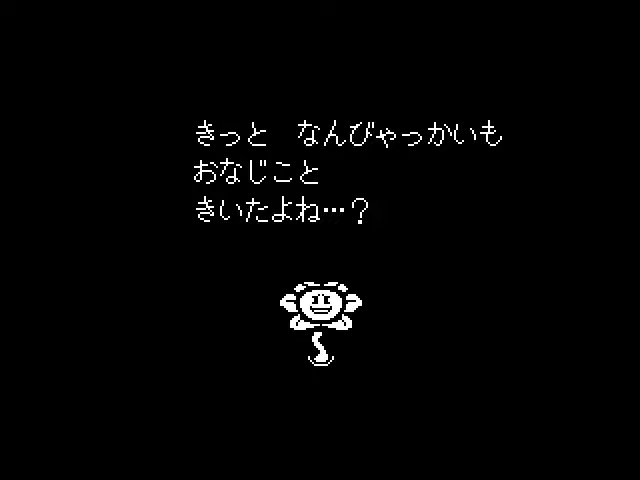 きっと　なんびゃっかいも
おなじこと
きいたよね…？